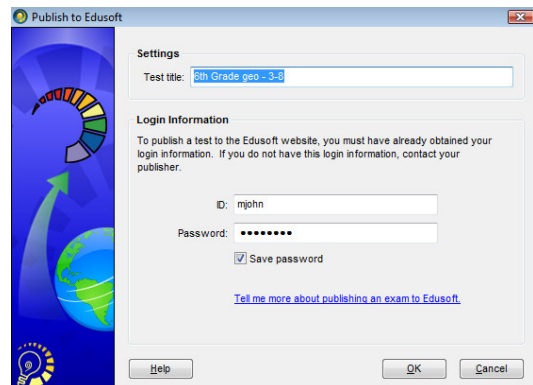 Publish to Edusoft
Settings
Test title: 6th Grade geo - 3-8
Login Information
To publish a test to the Edusoft website, you must have already obtained your
login information. If you do not have this login information, contact your
publisher.
ID: mjohn
Password: ●●●●●●●●
Save password
Tell me more about publishing an exam to Edusoft.
Help OK Cancel